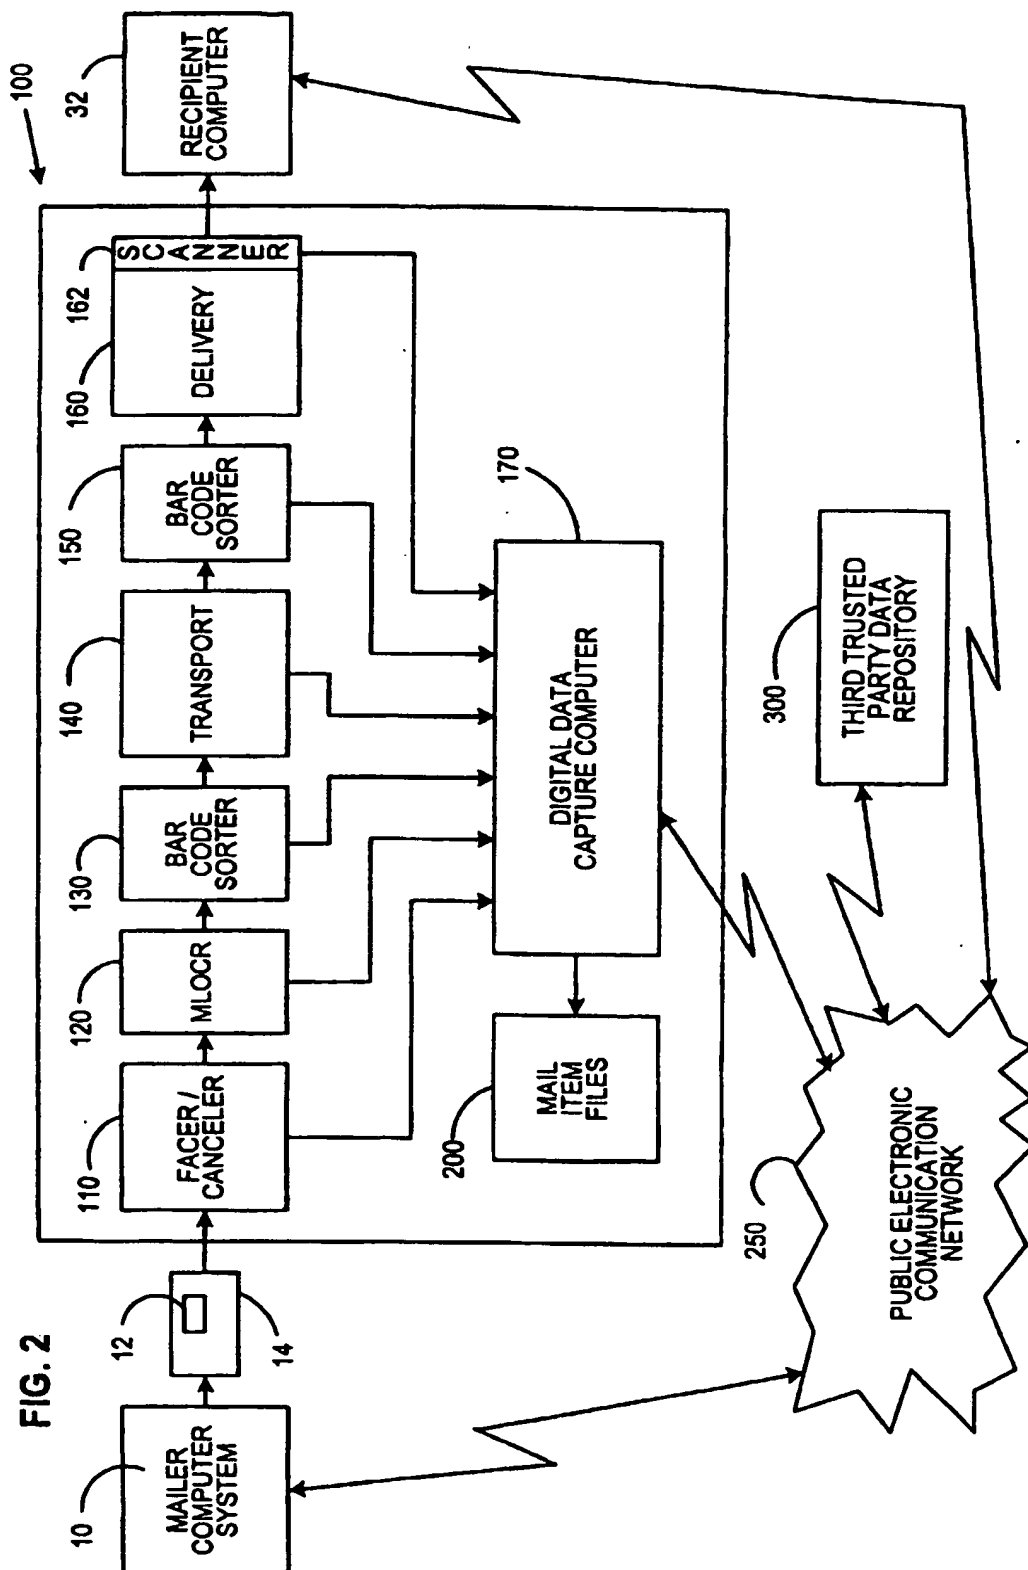 FIG. 2
100
10
MAILER
COMPUTER
SYSTEM
12
14
110
FACER/
CANCELER
120
MLOCR
130
BAR
CODE
SORTER
140
TRANSPORT
150
BAR
CODE
SORTER
160
DELIVERY
162
SCANNER
32
RECIPIENT
COMPUTER
200
MAIL
ITEM
FILES
170
DIGITAL DATA
CAPTURE COMPUTER
250
PUBLIC ELECTRONIC
COMMUNICATION
NETWORK
300
THIRD TRUSTED
PARTY DATA
REPOSITORY